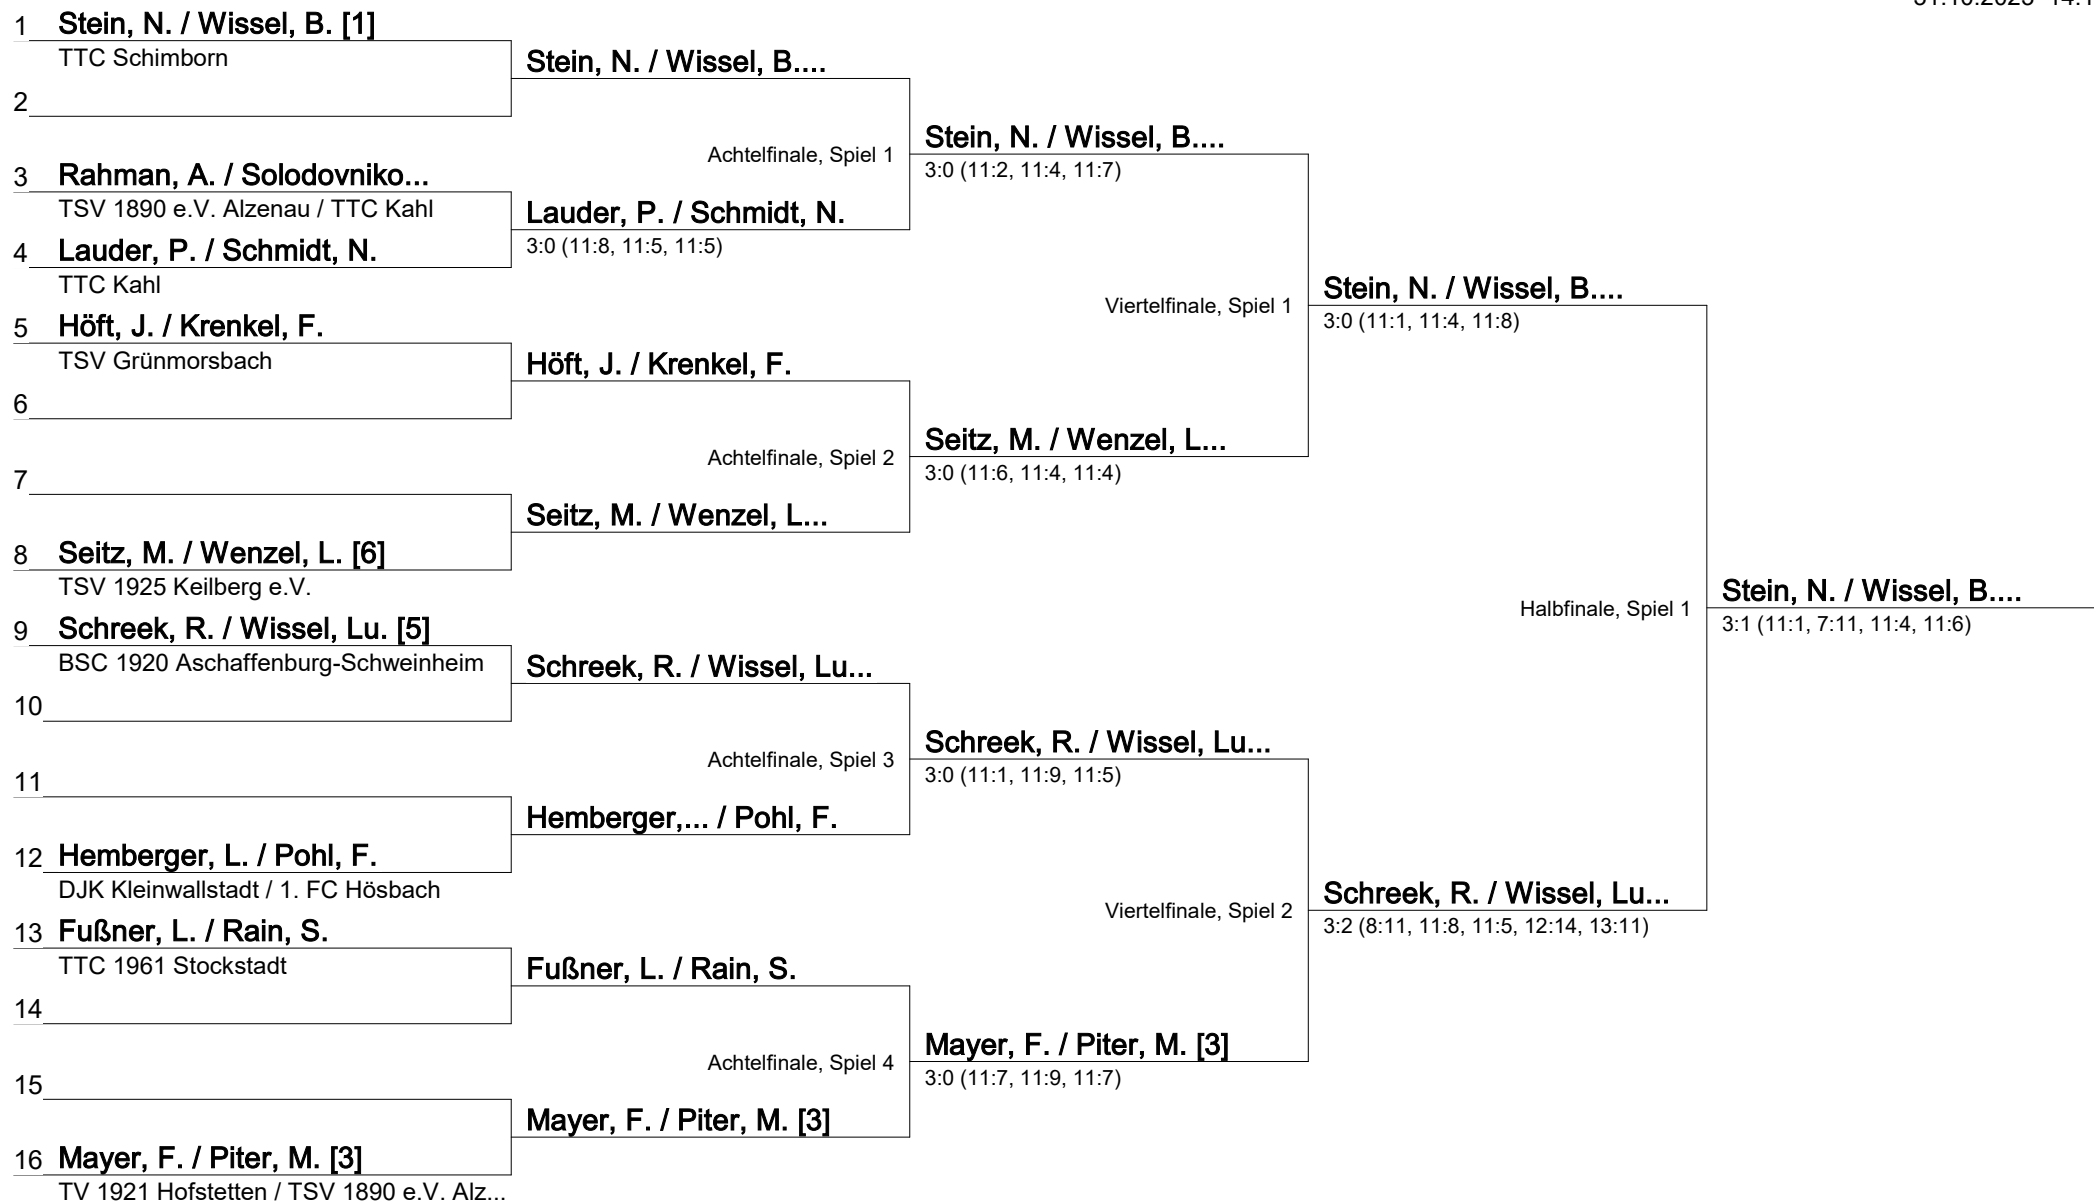 1 Stein, N. / Wissel, B. [1]
TTC Schimborn
Stein, N. / Wissel, B....
2
Achtelfinale, Spiel 1
Stein, N. / Wissel, B....
3:0 (11:2, 11:4, 11:7)
3 Rahman, A. / Solodovniko...
TSV 1890 e.V. Alzenau / TTC Kahl
Lauder, P. / Schmidt, N.
3:0 (11:8, 11:5, 11:5)
4 Lauder, P. / Schmidt, N.
TTC Kahl
Viertelfinale, Spiel 1
Stein, N. / Wissel, B....
3:0 (11:1, 11:4, 11:8)
5 Höft, J. / Krenkel, F.
TSV Grünmorsbach
Höft, J. / Krenkel, F.
6
Achtelfinale, Spiel 2
Seitz, M. / Wenzel, L...
3:0 (11:6, 11:4, 11:4)
7
Seitz, M. / Wenzel, L...
8 Seitz, M. / Wenzel, L. [6]
TSV 1925 Keilberg e.V.
Halbfinale, Spiel 1
Stein, N. / Wissel, B....
3:1 (11:1, 7:11, 11:4, 11:6)
9 Schreek, R. / Wissel, Lu. [5]
BSC 1920 Aschaffenburg-Schweinheim
Schreek, R. / Wissel, Lu...
10
Achtelfinale, Spiel 3
Schreek, R. / Wissel, Lu...
3:0 (11:1, 11:9, 11:5)
11
Hemberger,... / Pohl, F.
12 Hemberger, L. / Pohl, F.
DJK Kleinwallstadt / 1. FC Hösbach
Viertelfinale, Spiel 2
Schreek, R. / Wissel, Lu...
3:2 (8:11, 11:8, 11:5, 12:14, 13:11)
13 Fußner, L. / Rain, S.
TTC 1961 Stockstadt
Fußner, L. / Rain, S.
14
Achtelfinale, Spiel 4
Mayer, F. / Piter, M. [3]
3:0 (11:7, 11:9, 11:7)
15
Mayer, F. / Piter, M. [3]
16 Mayer, F. / Piter, M. [3]
TV 1921 Hofstetten / TSV 1890 e.V. Alz...